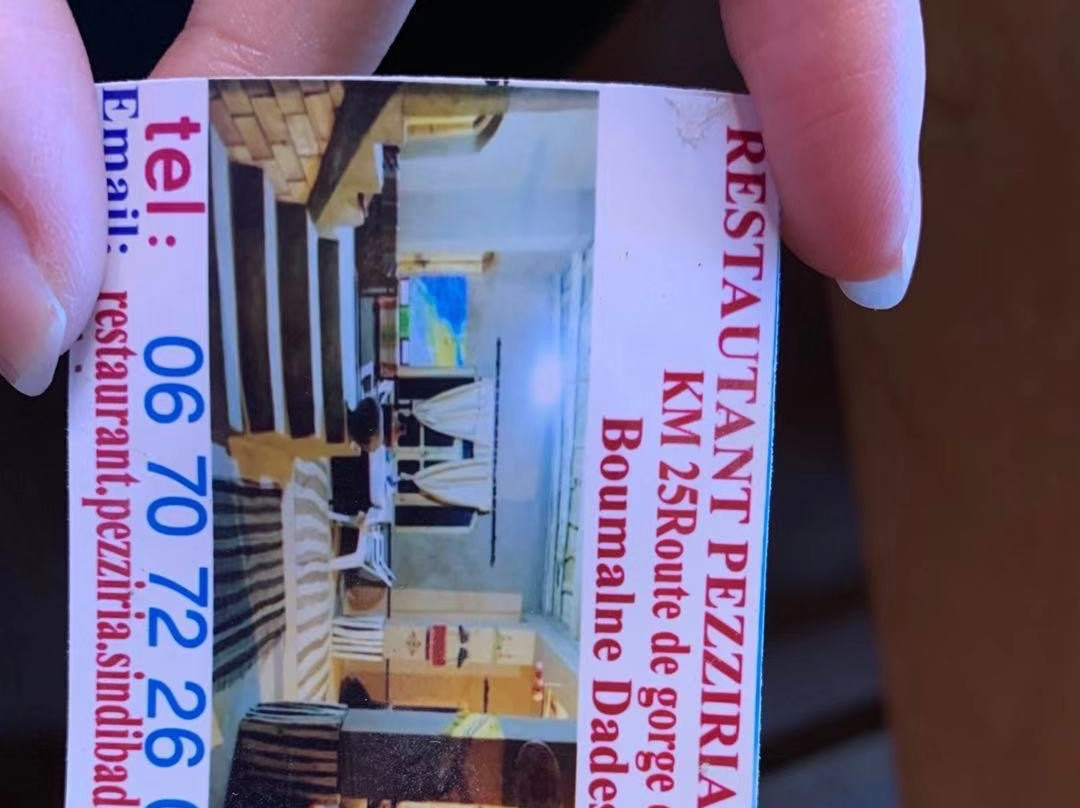 RESTAUTANT PEZZIRIA
KM 25Route de gorge
Boumalne Dades
tel : 06 70 72 26
Email: restaurant.pezziria.sindibad